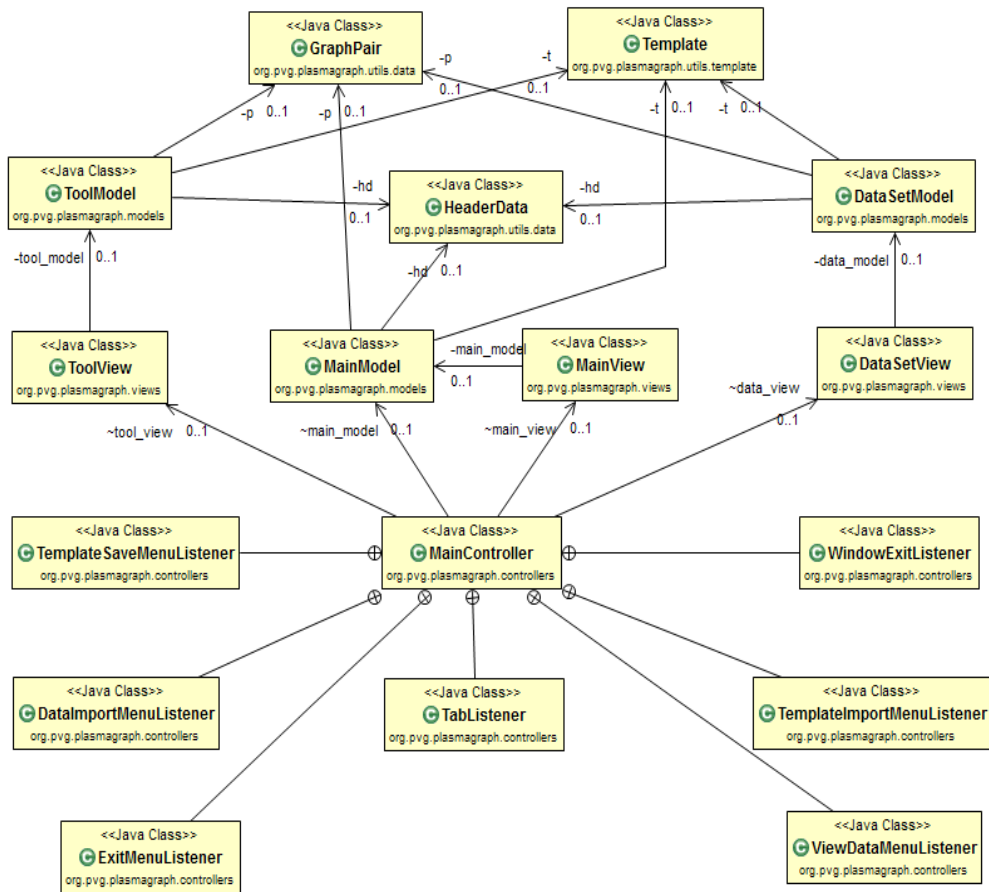 <<Java Class>>
GraphPair
org.pvg.plasmagraph.utils.data
<<Java Class>>
Template
org.pvg.plasmagraph.utils.template
-p
-t
0..1
0..1
-p
0..1
-p
0..1
-t
0..1
-t
0..1
<<Java Class>>
ToolModel
org.pvg.plasmagraph.models
<<Java Class>>
HeaderData
org.pvg.plasmagraph.utils.data
<<Java Class>>
DataSetModel
org.pvg.plasmagraph.models
-hd
0..1
-hd
0..1
-tool_model
0..1
-hd
0..1
-data_model
0..1
<<Java Class>>
ToolView
org.pvg.plasmagraph.views
<<Java Class>>
MainModel
org.pvg.plasmagraph.models
-main_model
0..1
<<Java Class>>
MainView
org.pvg.plasmagraph.views
<<Java Class>>
DataSetView
org.pvg.plasmagraph.views
~tool_view
0..1
~main_model
0..1
~main_view
0..1
~data_view
0..1
<<Java Class>>
TemplateSaveMenuListener
org.pvg.plasmagraph.controllers
<<Java Class>>
MainController
org.pvg.plasmagraph.controllers
<<Java Class>>
WindowExitListener
org.pvg.plasmagraph.controllers
<<Java Class>>
DataImportMenuListener
org.pvg.plasmagraph.controllers
<<Java Class>>
TabListener
org.pvg.plasmagraph.controllers
<<Java Class>>
TemplateImportMenuListener
org.pvg.plasmagraph.controllers
<<Java Class>>
ExitMenuListener
org.pvg.plasmagraph.controllers
<<Java Class>>
ViewDataMenuListener
org.pvg.plasmagraph.controllers